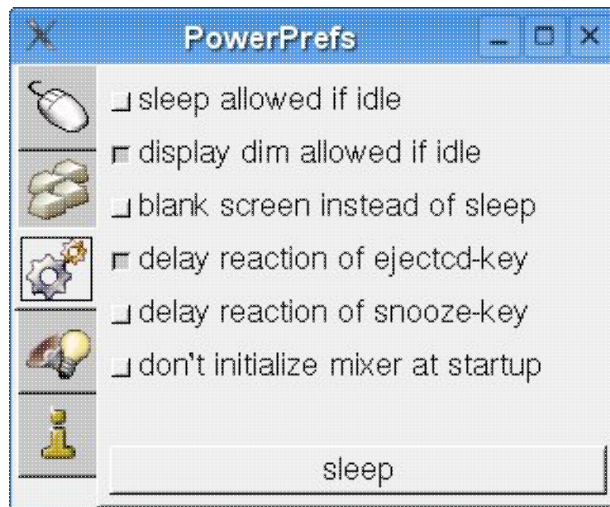 PowerPrefs
sleep allowed if idle
display dim allowed if idle
blank screen instead of sleep
delay reaction of ejectcd-key
delay reaction of snooze-key
don't initialize mixer at startup
sleep